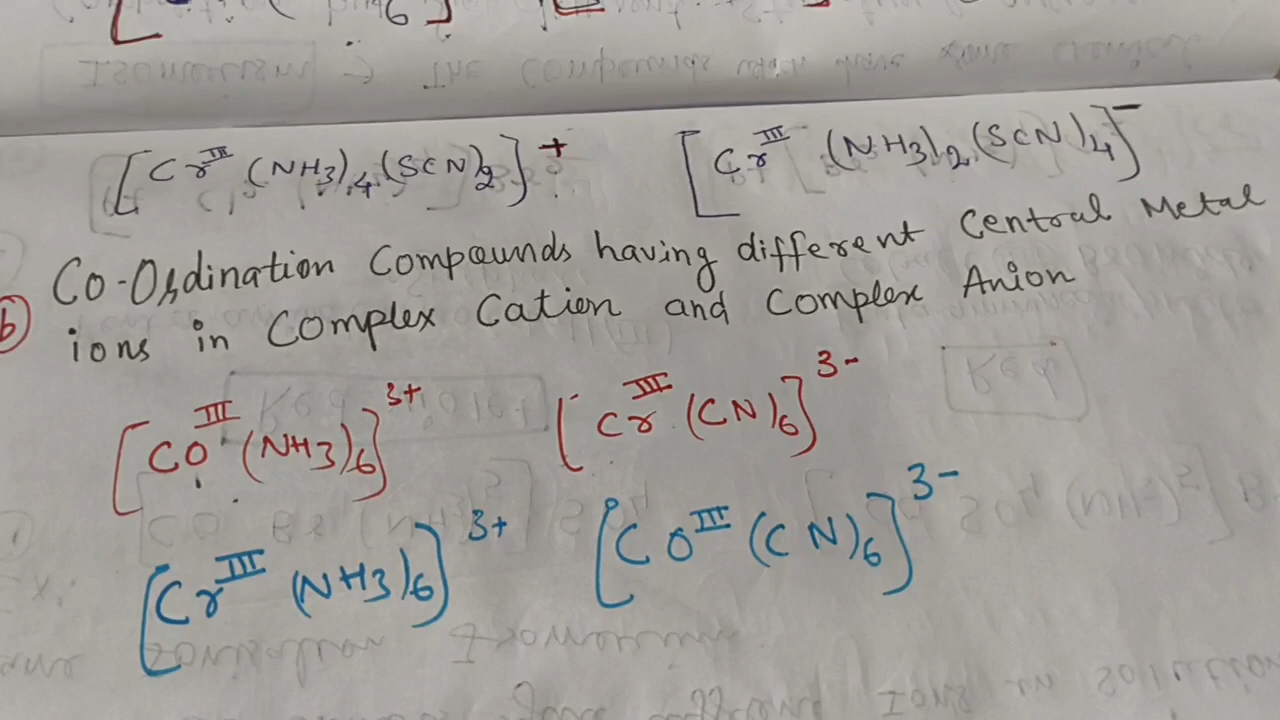 [Cr^III (NH3)4 (SCN)2]^+ [Cr^III (NH3)2 (SCN)4]^-
b) Co-Ordination Compounds having different Central Metal
ions in Complex Cation and Complex Anion
[CO^III (NH3)6]^3+ [Cr^III (CN)6]^3-
[Cr^III (NH3)6]^3+ [CO^III (CN)6]^3-